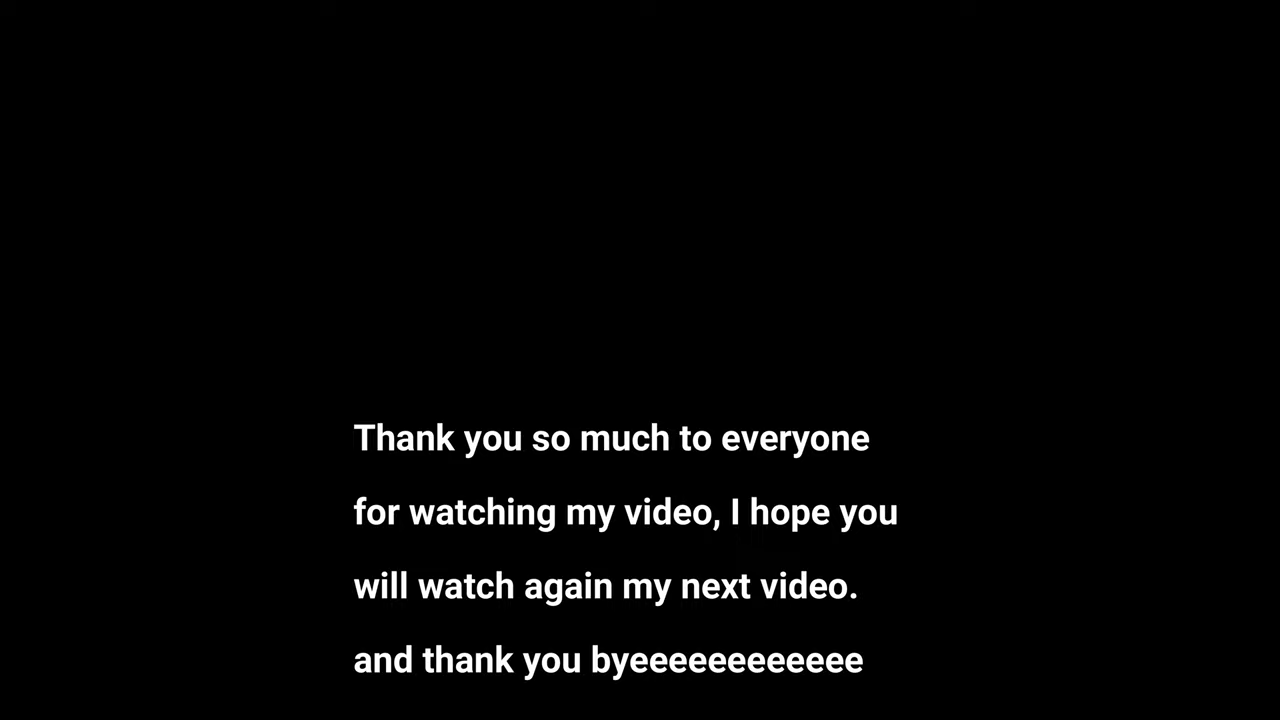 Thank you so much to everyone
for watching my video, I hope you
will watch again my next video.
and thank you byeeeeeeeeeeee